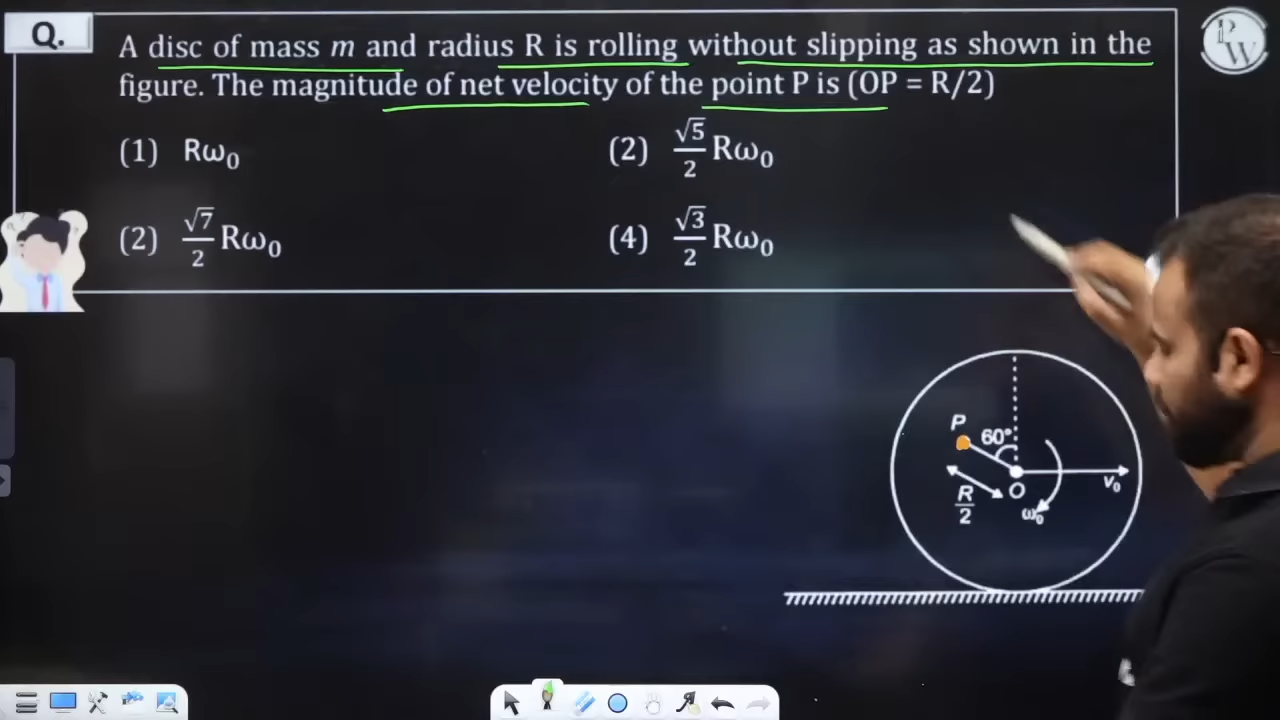 Q.
A disc of mass m and radius R is rolling without slipping as shown in the
figure. The magnitude of net velocity of the point P is (OP = R/2)
(1) Rω₀
(2) √5/2 Rω₀
(2) √7/2 Rω₀
(4) √3/2 Rω₀
P
W
P
60°
O
R/2
ω₀
v₀